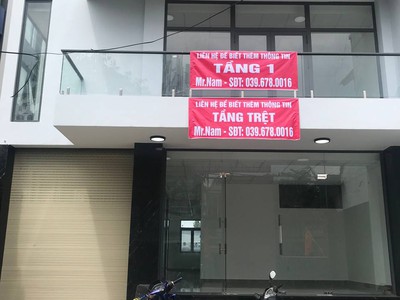 LIÊN HỆ ĐỂ BIẾT THÊM THÔNG TIN
TẦNG 1
Mr.Nam - SĐT: 039.678.0016
LIÊN HỆ ĐỂ BIẾT THÊM THÔNG TIN
TẦNG TRỆT
Mr.Nam - SĐT: 039.678.0016